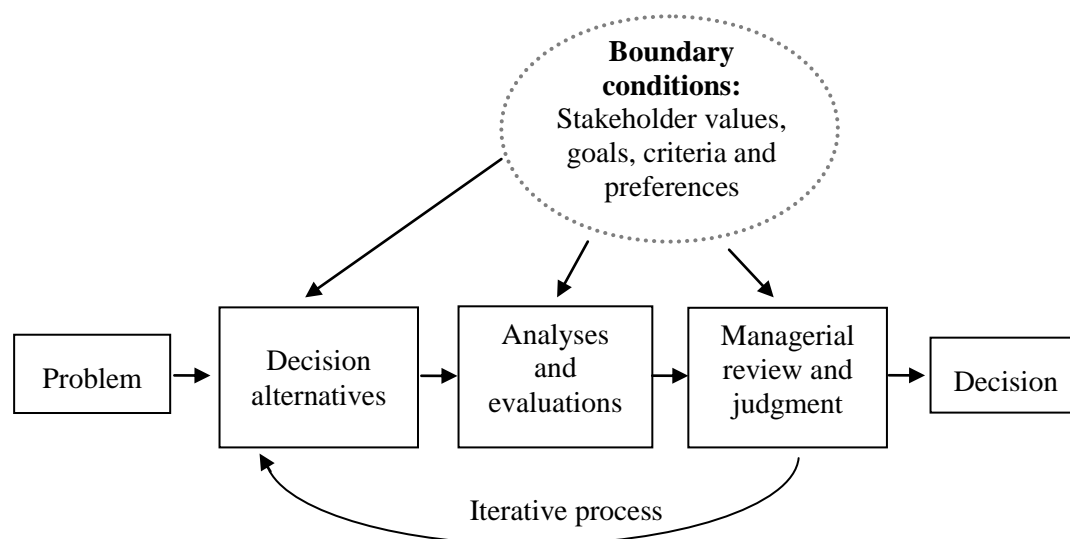 Boundary
conditions:
Stakeholder values,
goals, criteria and
preferences
Problem
Decision
alternatives
Analyses
and
evaluations
Managerial
review and
judgment
Decision
Iterative process